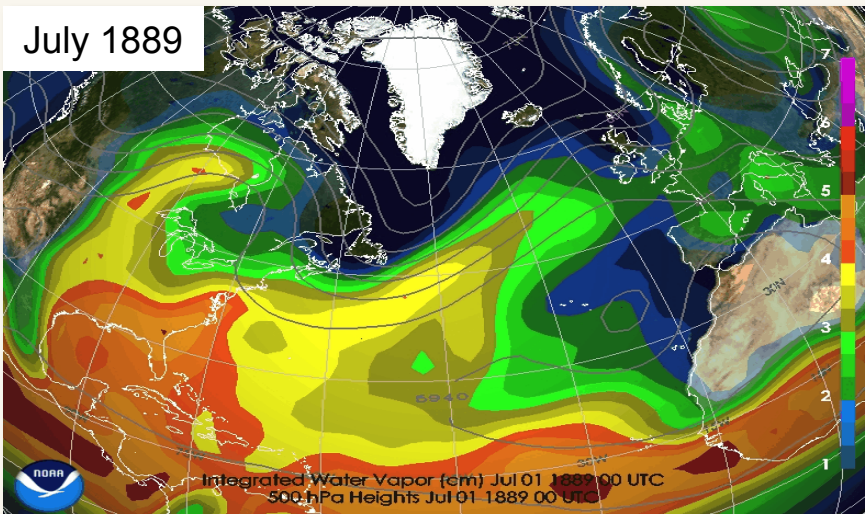 July 1889
7
6
5
4
3
2
1
30N
5940
30W
NOAA
Integrated Water Vapor (cm) Jul 01 1889 00 UTC
500 hPa Heights Jul 01 1889 00 UTC